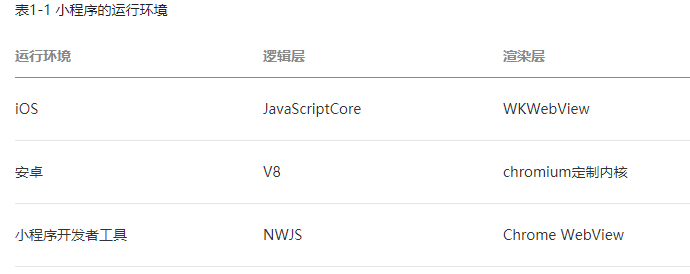 表1-1 小程序的运行环境
运行环境 逻辑层 渲染层
iOS JavaScriptCore WKWebView
安卓 V8 chromium定制内核
小程序开发者工具 NWJS Chrome WebView